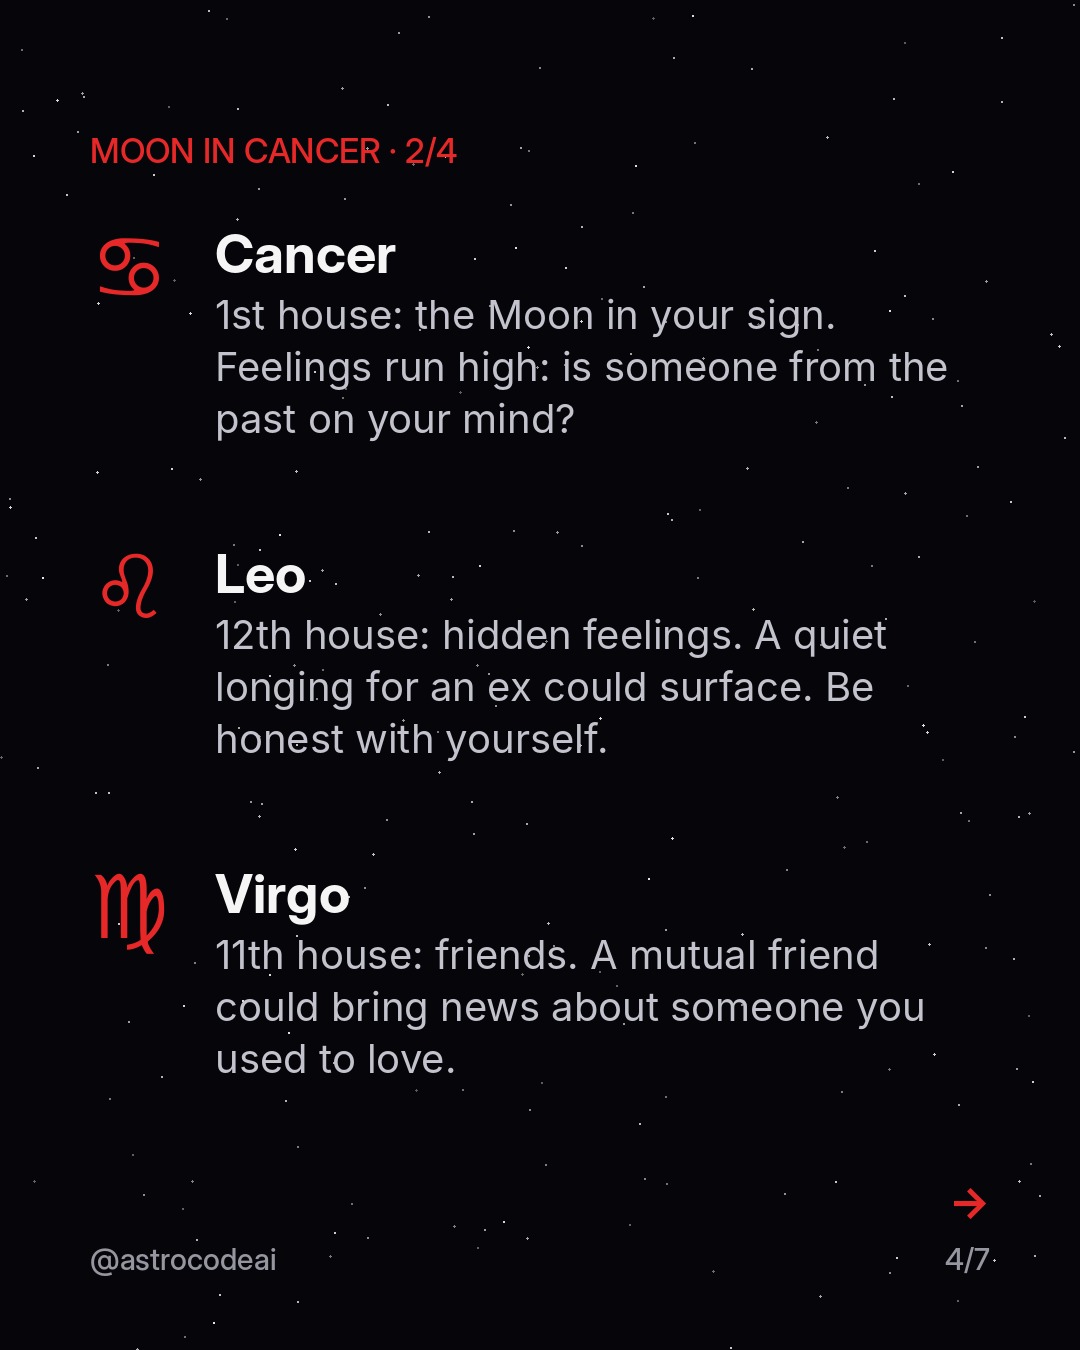 MOON IN CANCER · 2/4
♋ Cancer
1st house: the Moon in your sign.
Feelings run high: is someone from the
past on your mind?
♌ Leo
12th house: hidden feelings. A quiet
longing for an ex could surface. Be
honest with yourself.
♍ Virgo
11th house: friends. A mutual friend
could bring news about someone you
used to love.
→
@astrocodeai
4/7